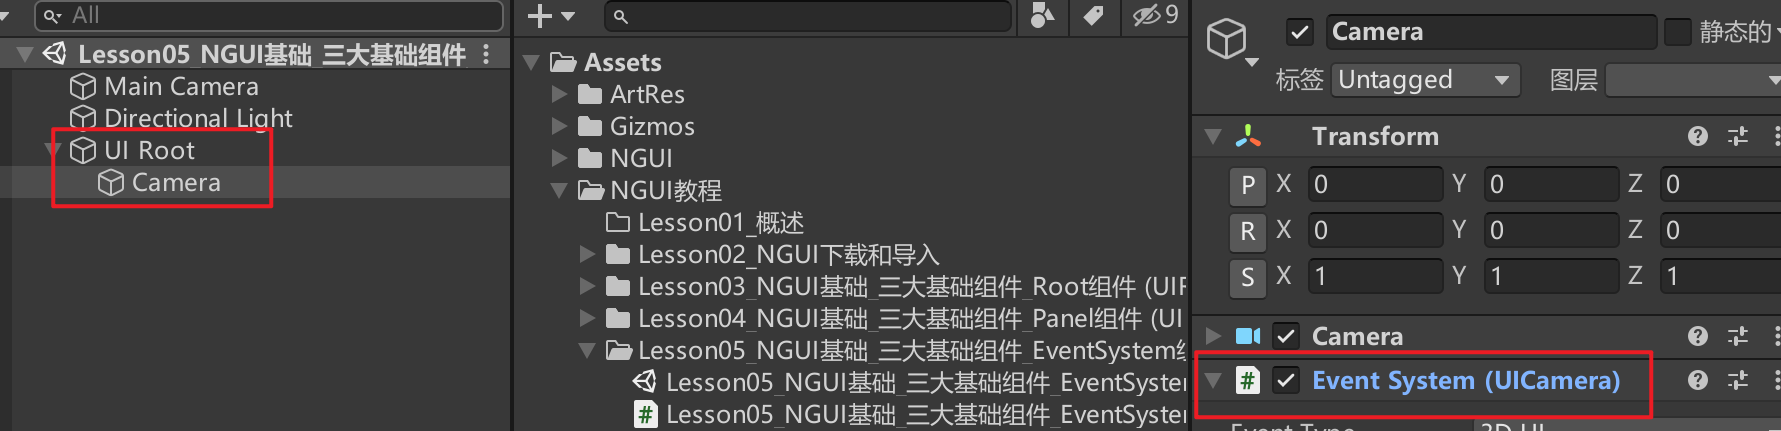 All
Lesson05_NGUI基础_三大基础组件
Main Camera
Directional Light
UI Root
Camera
9
Assets
ArtRes
Gizmos
NGUI
NGUI教程
Lesson01_概述
Lesson02_NGUI下载和导入
Lesson03_NGUI基础_三大基础组件_Root组件 (UIR
Lesson04_NGUI基础_三大基础组件_Panel组件 (UI
Lesson05_NGUI基础_三大基础组件_EventSystem组
Lesson05_NGUI基础_三大基础组件_EventSyster
Lesson05_NGUI基础_三大基础组件_EventSyster
Camera
静态的
标签 Untagged 图层
Transform
P X 0 Y 0 Z 0
R X 0 Y 0 Z 0
S X 1 Y 1 Z 1
Camera
# Event System (UICamera)
Event Type 3D UI